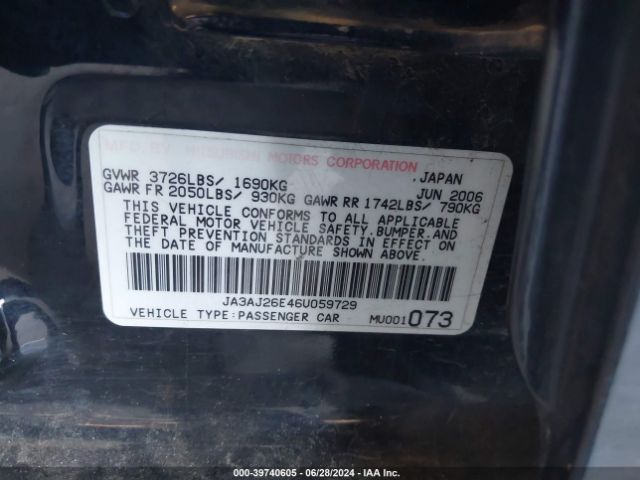 MFD. BY MITSUBISHI MOTORS CORPORATION ,JAPAN
GVWR 3726LBS/ 1690KG JUN 2006
GAWR FR 2050LBS/ 930KG GAWR RR 1742LBS/ 790KG
THIS VEHICLE CONFORMS TO ALL APPLICABLE
FEDERAL MOTOR VEHICLE SAFETY.BUMPER.AND
THEFT PREVENTION STANDARDS IN EFFECT ON
THE DATE OF MANUFACTURE SHOWN ABOVE.
JA3AJ26E46U059729
VEHICLE TYPE:PASSENGER CAR MU001073
000-39740605 - 06/28/2024 - IAA Inc.